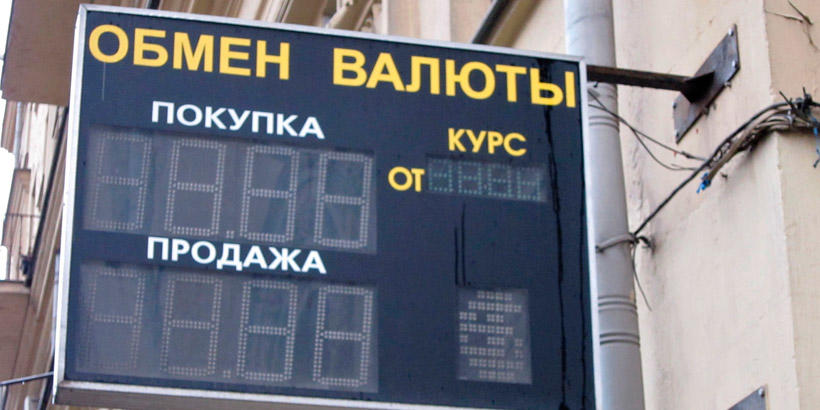 ОБМЕН ВАЛЮТЫ
ПОКУПКА
КУРС
ОТ
ПРОДАЖА